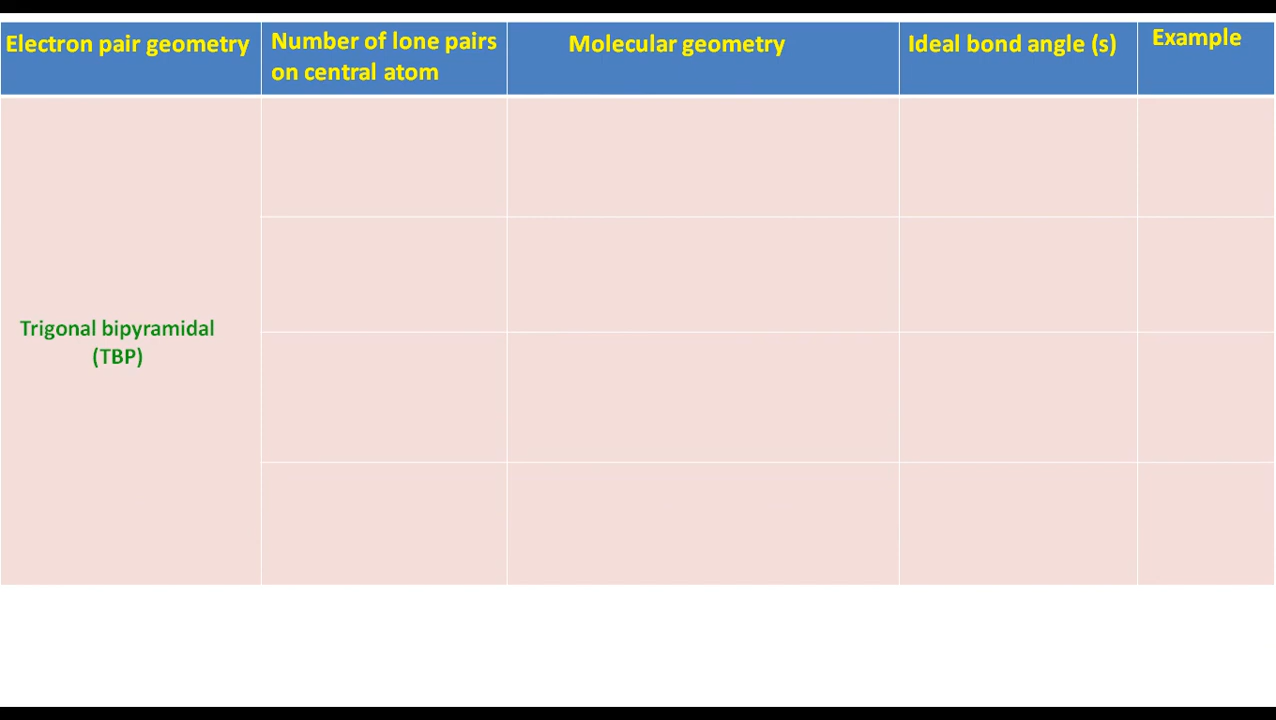 Electron pair geometry
Number of lone pairs
on central atom
Molecular geometry
Ideal bond angle (s)
Example
Trigonal bipyramidal
(TBP)